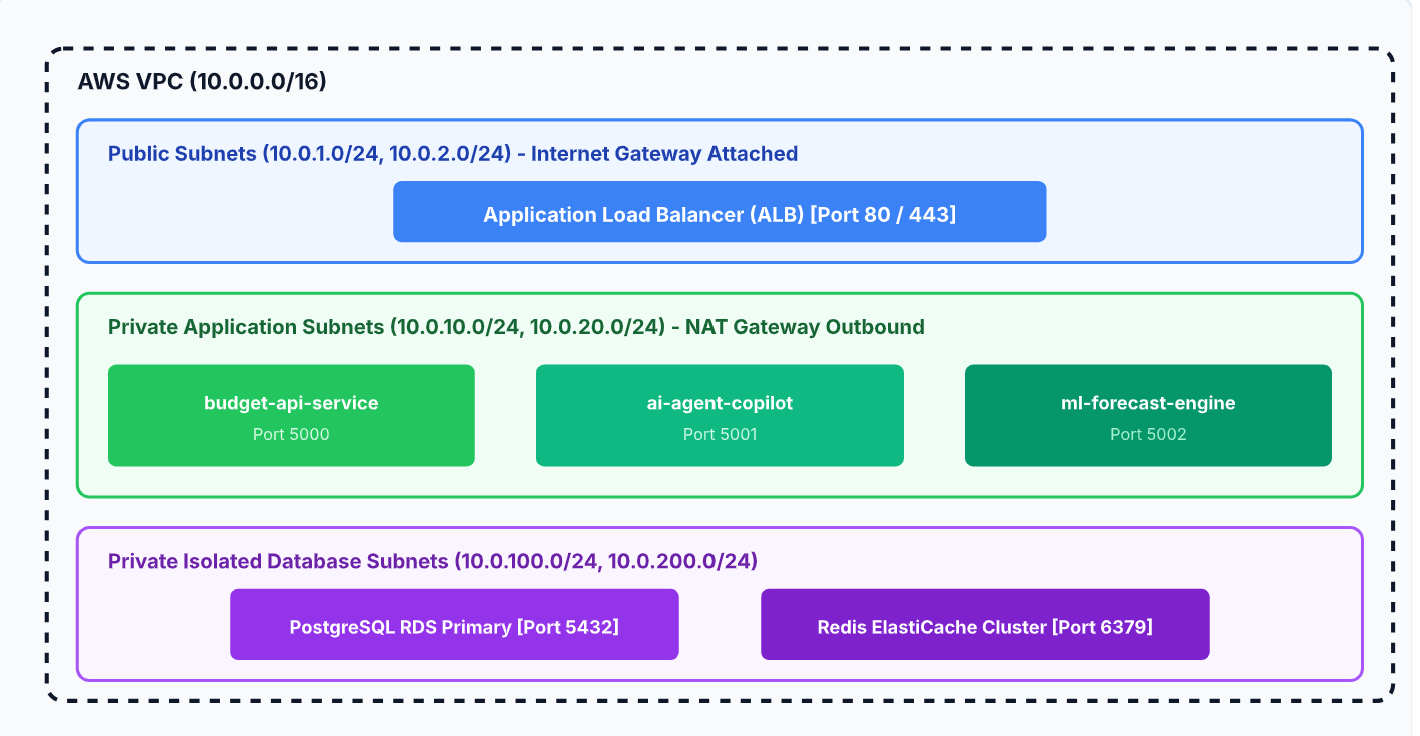 AWS VPC (10.0.0.0/16)
Public Subnets (10.0.1.0/24, 10.0.2.0/24) - Internet Gateway Attached
Application Load Balancer (ALB) [Port 80 / 443]
Private Application Subnets (10.0.10.0/24, 10.0.20.0/24) - NAT Gateway Outbound
budget-api-service
Port 5000
ai-agent-copilot
Port 5001
ml-forecast-engine
Port 5002
Private Isolated Database Subnets (10.0.100.0/24, 10.0.200.0/24)
PostgreSQL RDS Primary [Port 5432]
Redis ElastiCache Cluster [Port 6379]